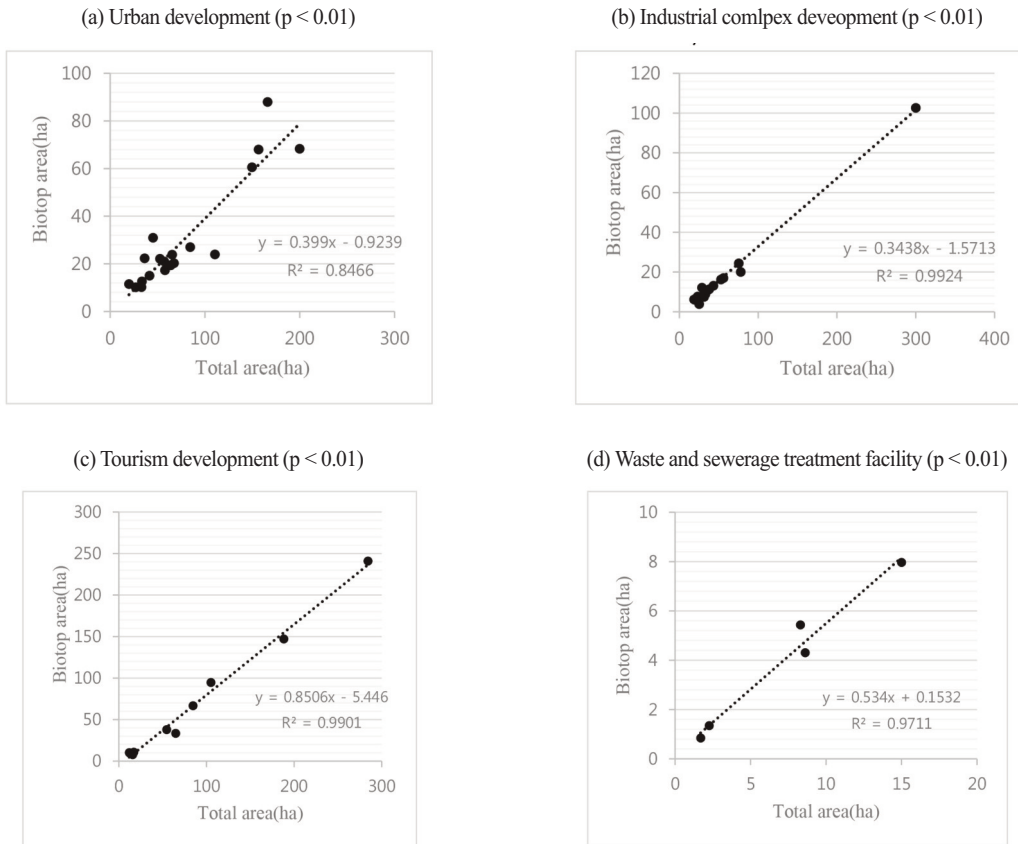 (a) Urban development (p < 0.01)
100
80
60
40
20
0
Biotop area(ha)
y = 0.399x - 0.9239
R² = 0.8466
0 100 200 300
Total area(ha)
(b) Industrial comlpex deveopment (p < 0.01)
120
100
80
60
40
20
0
Biotop area(ha)
y = 0.3438x - 1.5713
R² = 0.9924
0 100 200 300 400
Total area(ha)
(c) Tourism development (p < 0.01)
300
250
200
150
100
50
0
Biotop area(ha)
y = 0.8506x - 5.446
R² = 0.9901
0 100 200 300
Total area(ha)
(d) Waste and sewerage treatment facility (p < 0.01)
10
8
6
4
2
0
Biotop area(ha)
y = 0.534x + 0.1532
R² = 0.9711
0 5 10 15 20
Total area(ha)